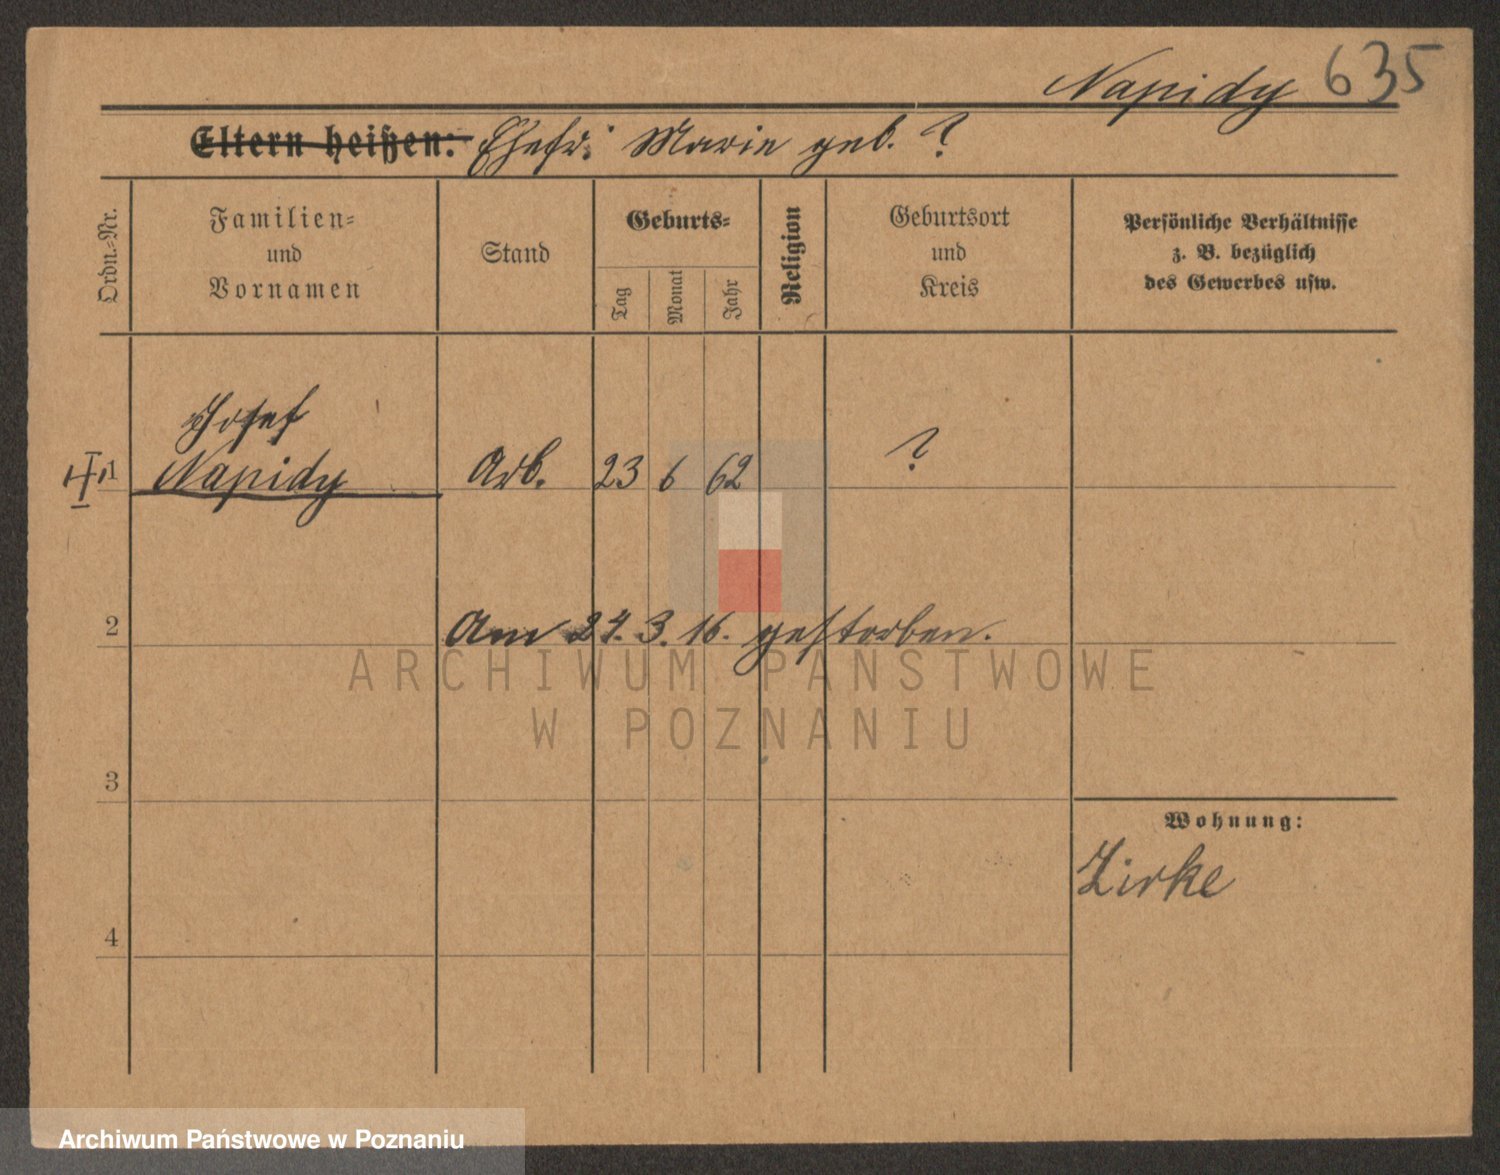 Napidy 635
Eltern heißen: Ehefr: Marie geb. ?
Ordn.-Nr.
Familien-
und
Vornamen
Stand
Geburts-
Tag
Monat
Jahr
Religion
Geburtsort
und
Kreis
Persönliche Verhältnisse
z. B. bezüglich
des Gewerbes usw.
Josef
1 Napidy Arb. 23 6 62 ?
2 Am 24. 3. 16. gestorben.
ARCHIWUM PAŃSTWOWE
W POZNANIU
3
Wohnung:
Zirke
4
Archiwum Państwowe w Poznaniu